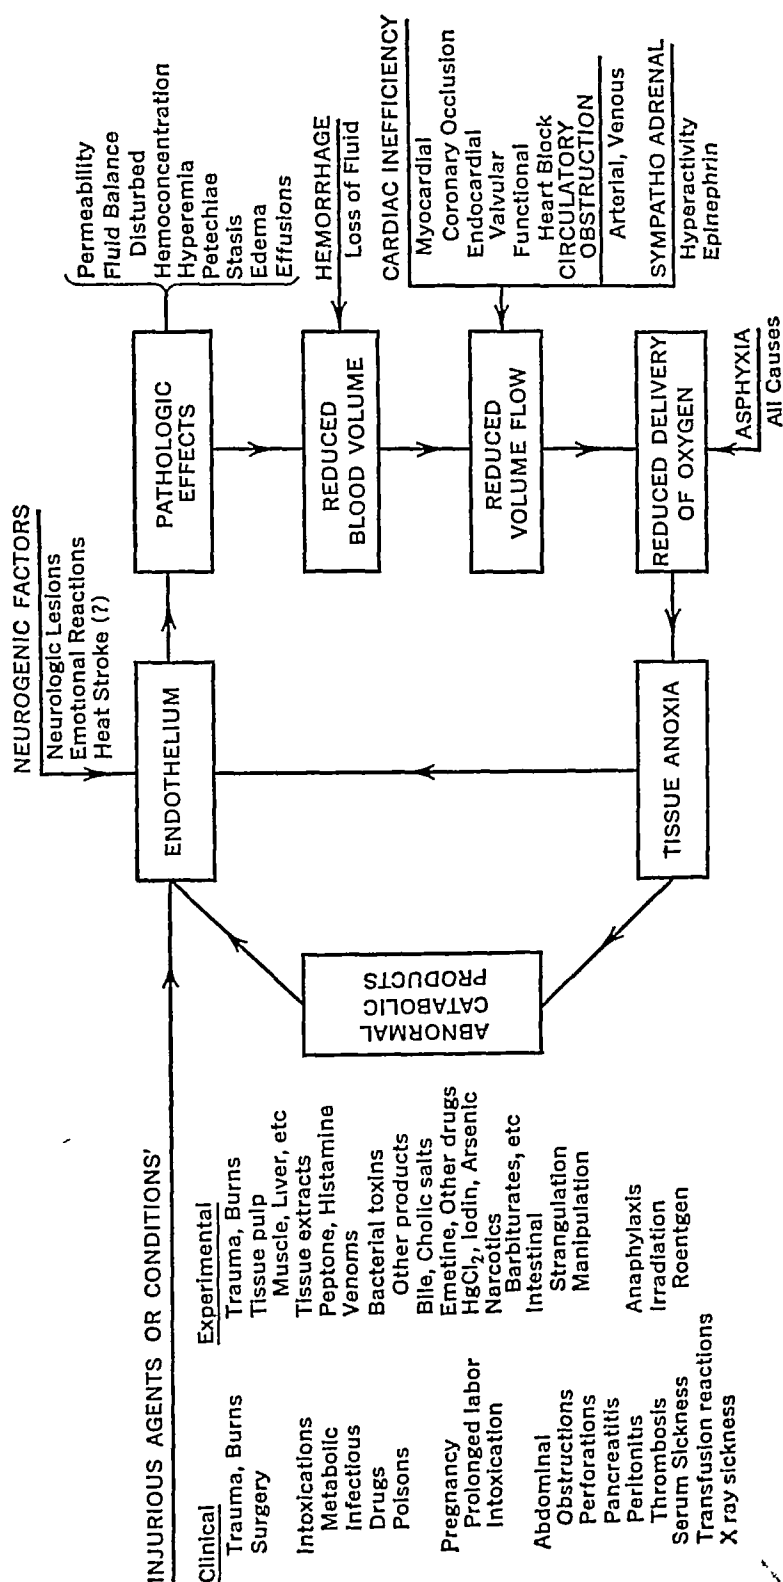 NEUROGENIC FACTORS
Neurologic Lesions
Emotional Reactions
Heat Stroke (?)
INJURIOUS AGENTS OR CONDITIONS'
Clinical
Trauma, Burns
Surgery
Intoxications
Metabolic
Infectious
Drugs
Poisons
Pregnancy
Prolonged labor
Intoxication
Abdominal
Obstructions
Perforations
Pancreatitis
Peritonitis
Thrombosis
Serum Sickness
Transfusion reactions
X ray sickness
Experimental
Trauma, Burns
Tissue pulp
Muscle, Liver, etc
Tissue extracts
Peptone, Histamine
Venoms
Bacterial toxins
Other products
Bile, Cholic salts
Emetine, Other drugs
HgCl₂, Iodin, Arsenic
Narcotics
Barbiturates, etc
Intestinal
Strangulation
Manipulation
Anaphylaxis
Irradiation
Roentgen
ABNORMAL
CATABOLIC
PRODUCTS
ENDOTHELIUM
TISSUE ANOXIA
PATHOLOGIC
EFFECTS
REDUCED
BLOOD VOLUME
REDUCED
VOLUME FLOW
REDUCED DELIVERY
OF OXYGEN
Permeability
Fluid Balance
Disturbed
Hemoconcentration
Hyperemia
Petechiae
Stasis
Edema
Effusions
HEMORRHAGE
Loss of Fluid
CARDIAC INEFFICIENCY
Myocardial
Coronary Occlusion
Endocardial
Valvular
Functional
Heart Block
CIRCULATORY
OBSTRUCTION
Arterial, Venous
SYMPATHO ADRENAL
Hyperactivity
Epinephrin
ASPHYXIA
All Causes